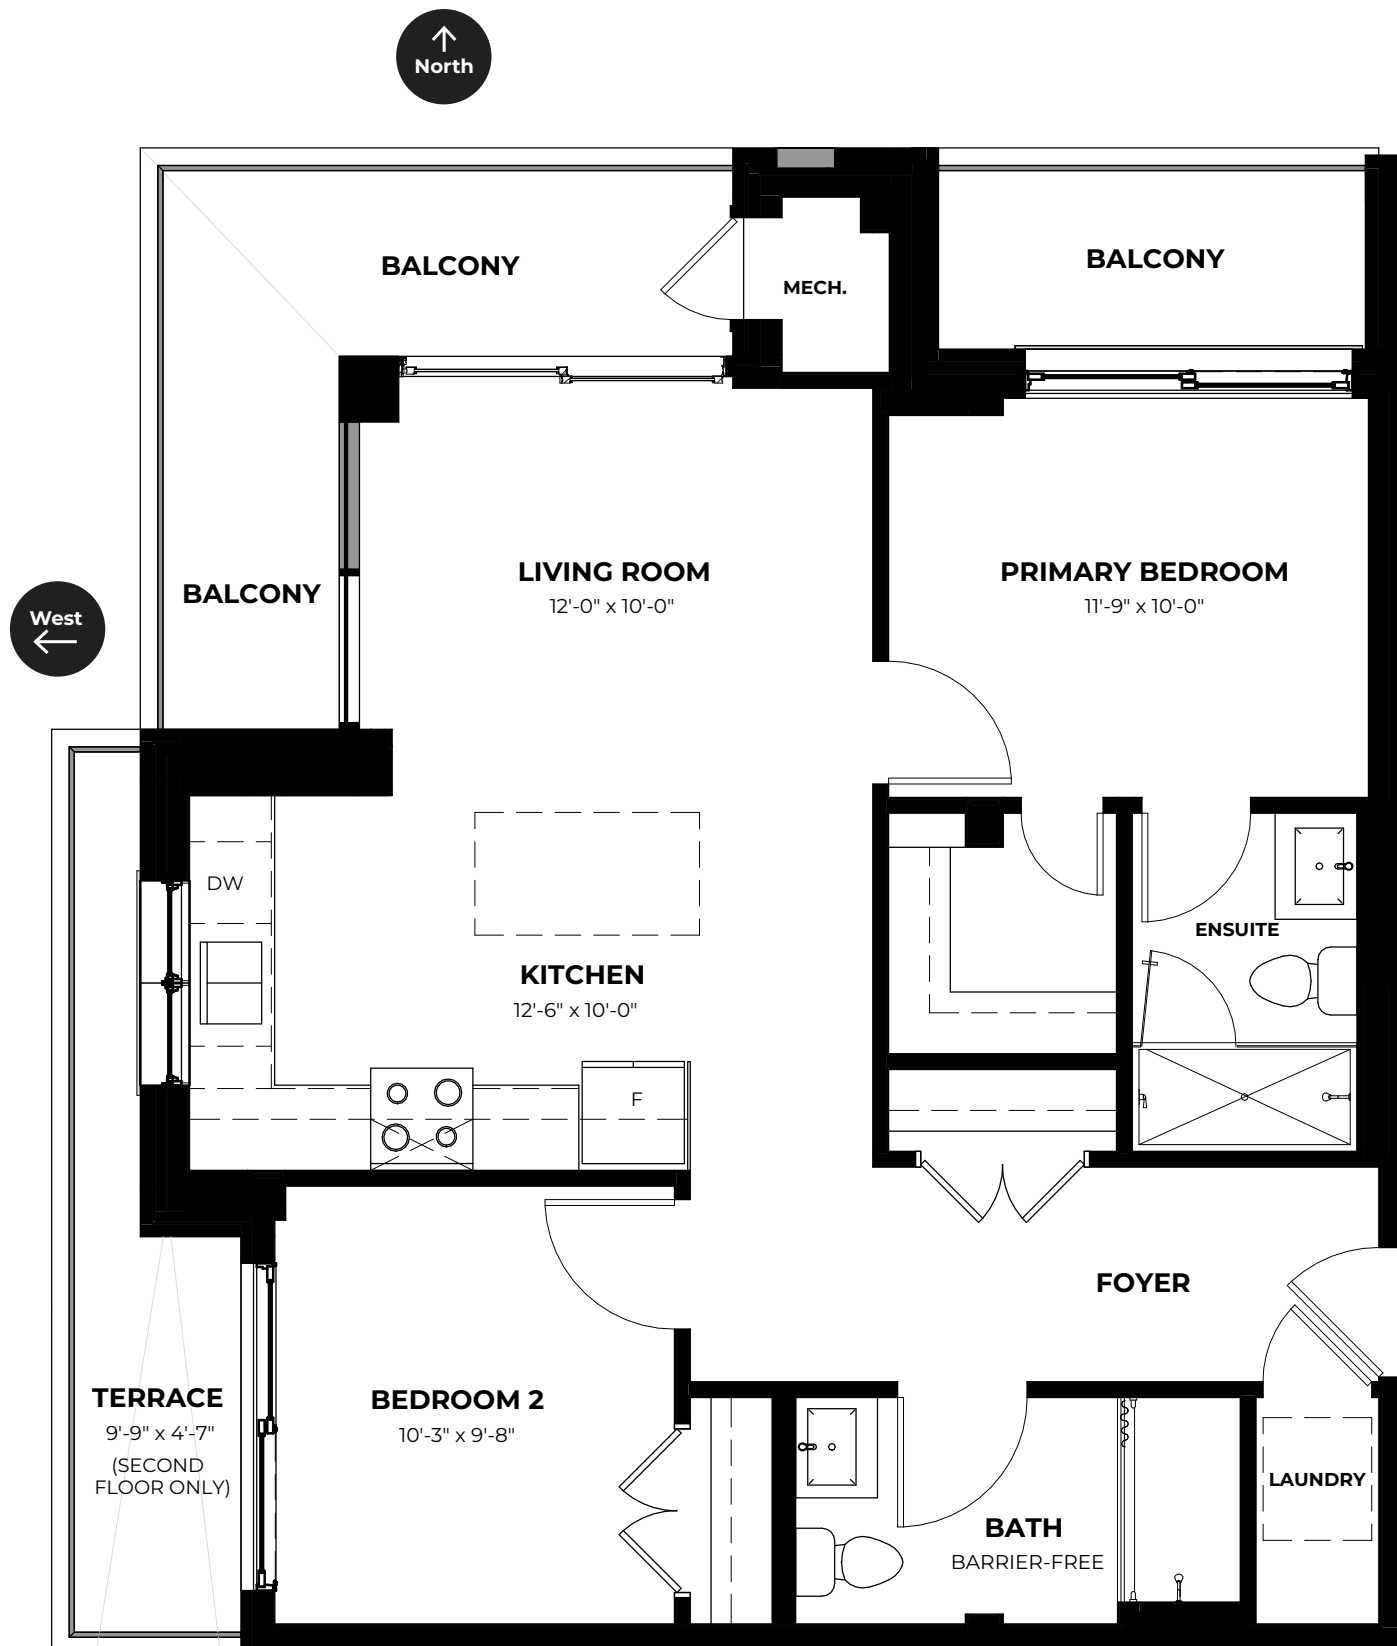 North
BALCONY
BALCONY
MECH.
LIVING ROOM
12'-0" x 10'-0"
PRIMARY BEDROOM
11'-9" x 10'-0"
BALCONY
West
DW
ENSUITE
KITCHEN
12'-6" x 10'-0"
F
FOYER
TERRACE
9'-9" x 4'-7"
(SECOND
FLOOR ONLY)
BEDROOM 2
10'-3" x 9'-8"
LAUNDRY
BATH
BARRIER-FREE